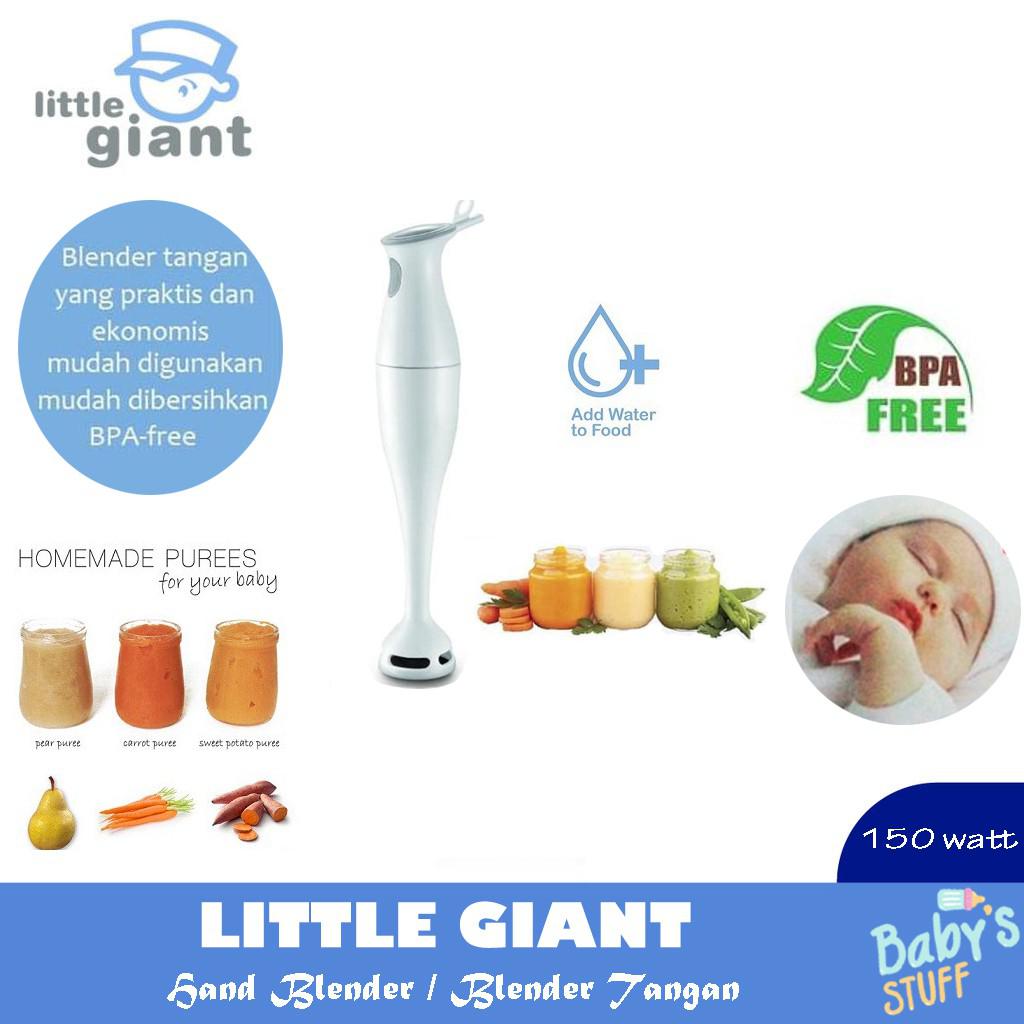 little
giant
Blender tangan
yang praktis dan
ekonomis
mudah digunakan
mudah dibersihkan
BPA-free
Add Water
to Food
BPA
FREE
HOMEMADE PUREES
for your baby
pear puree carrot puree sweet potato puree
150 watt
LITTLE GIANT
Hand Blender / Blender Tangan
Baby's
STUFF